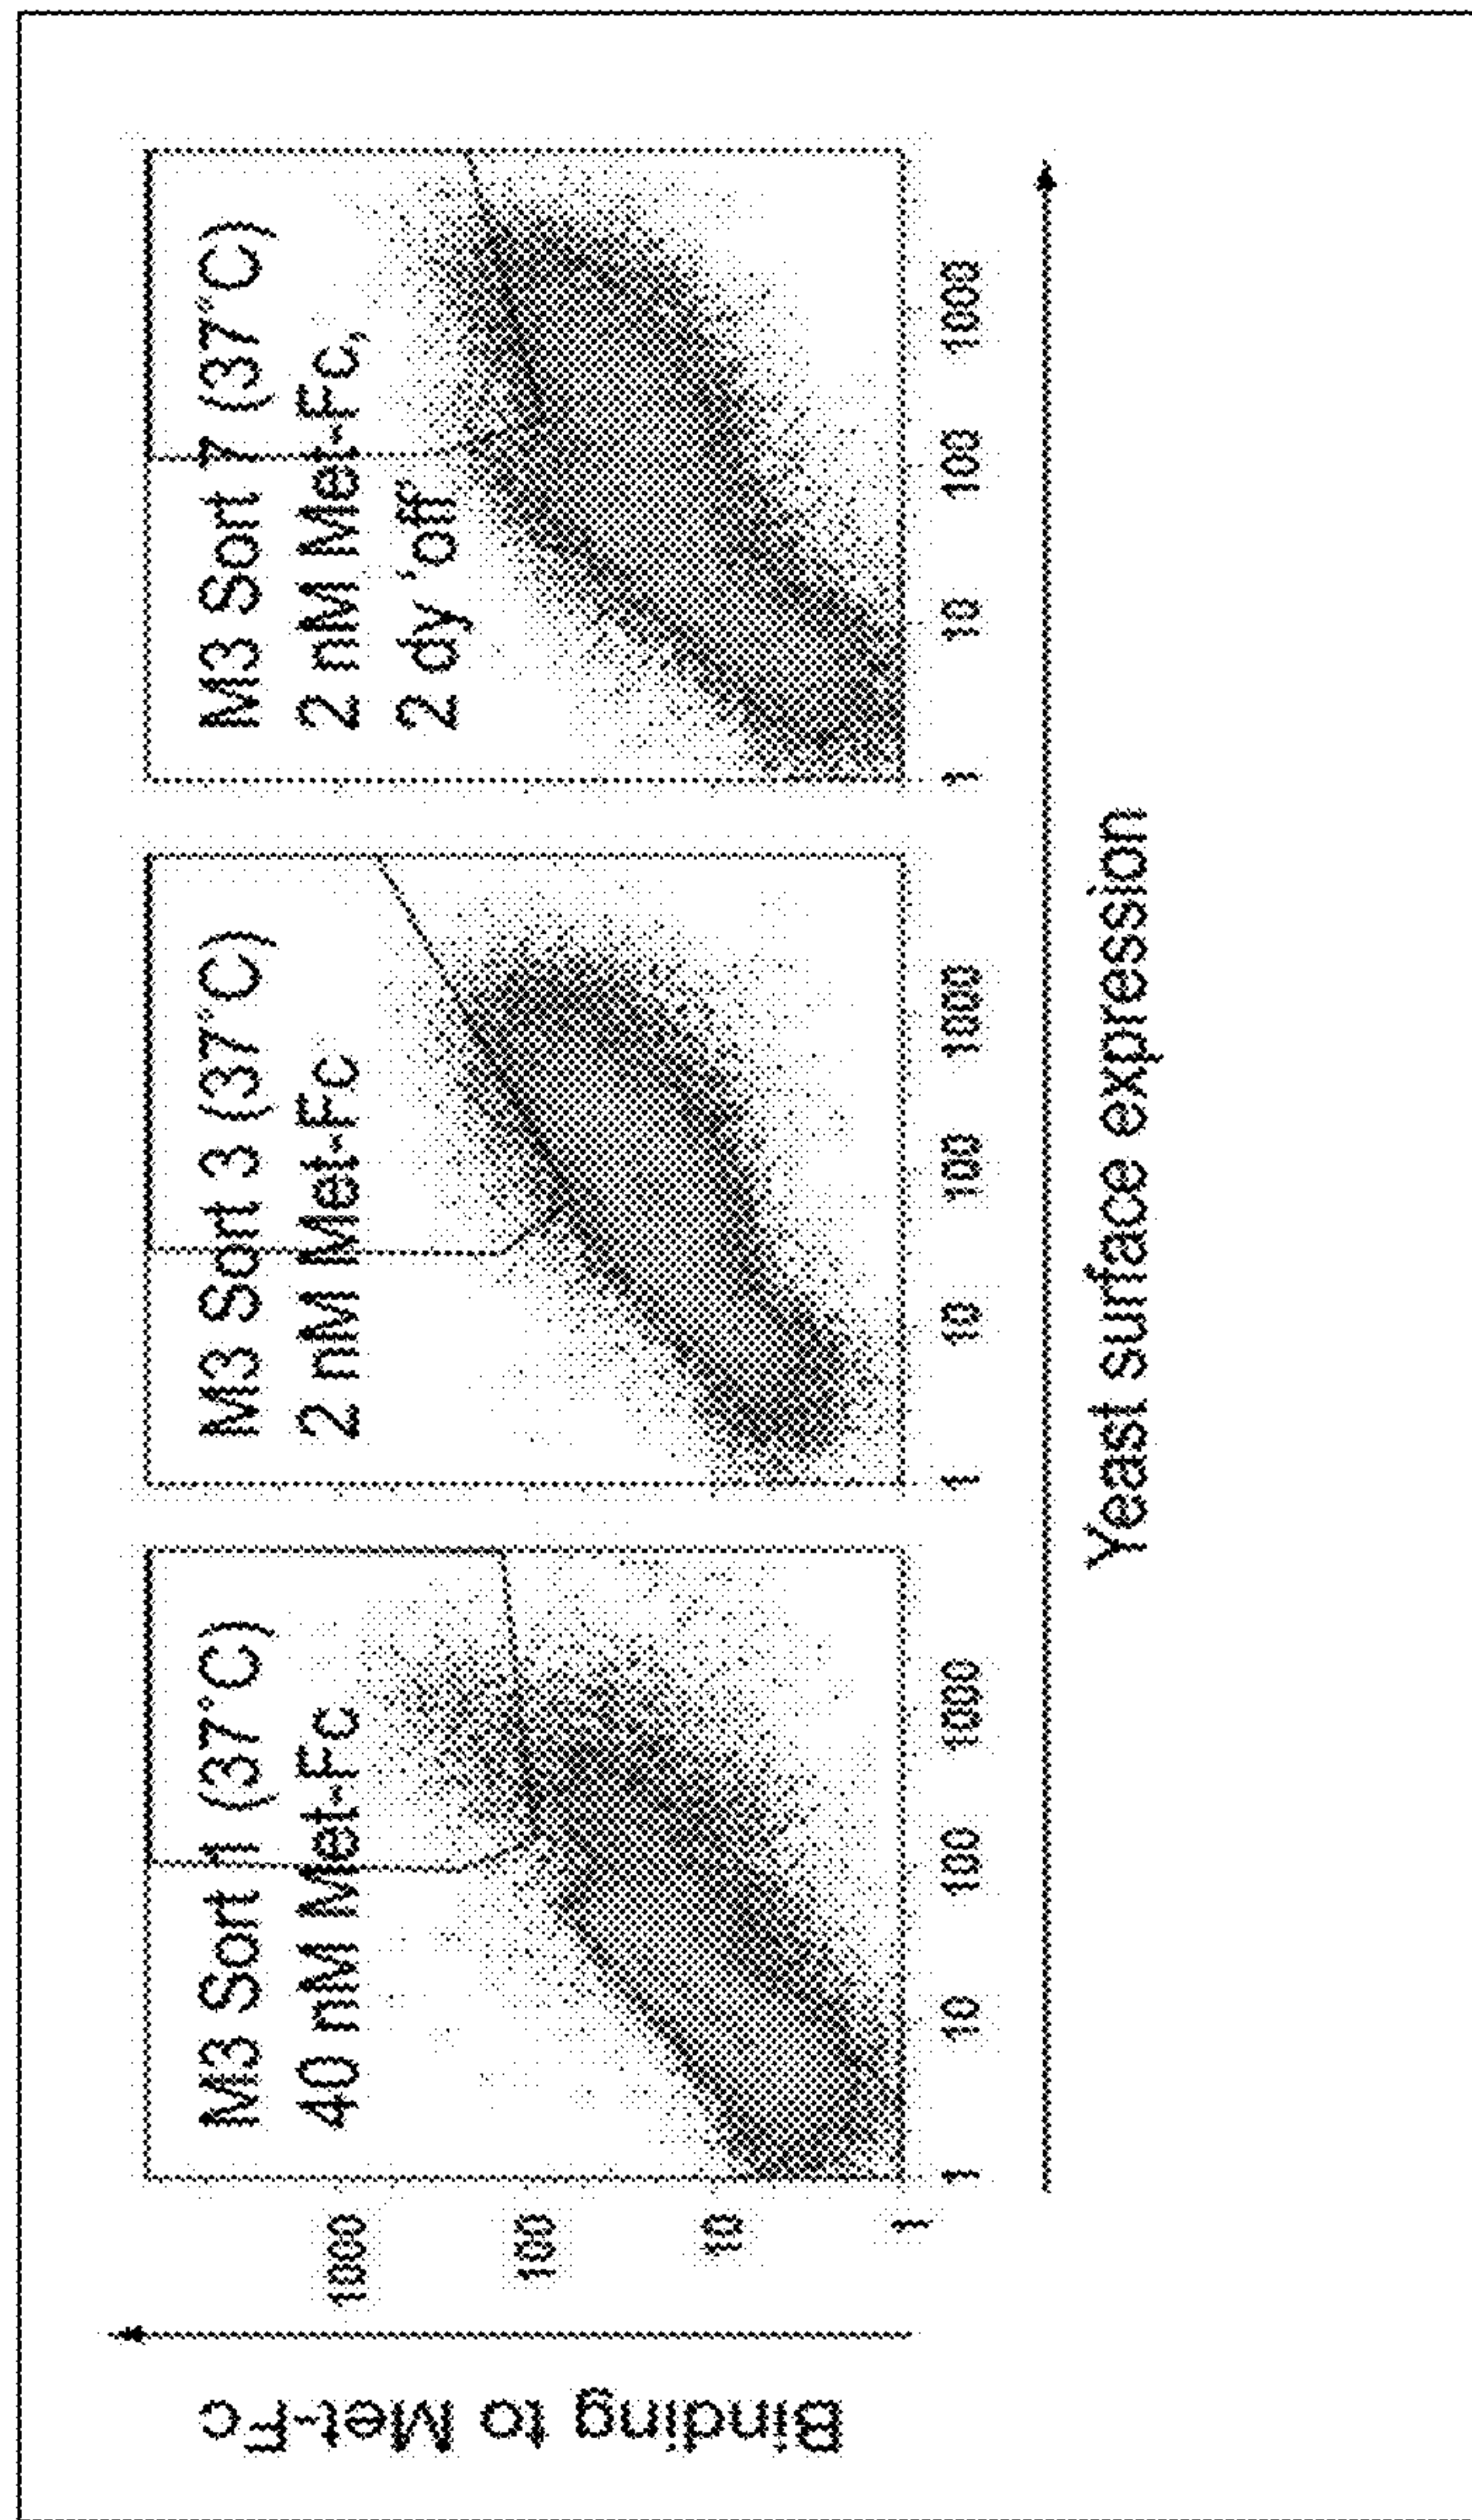 Binding to Met-Fc
1000
100
10
1
M3 Sort 1 (37°C)
40 nM Met-Fc
1 10 100 1000
M3 Sort 3 (37°C)
2 nM Met-Fc
1 10 100 1000
M3 Sort 7 (37°C)
2 nM Met-Fc,
2 dy 'off'
1 10 100 1000
Yeast surface expression